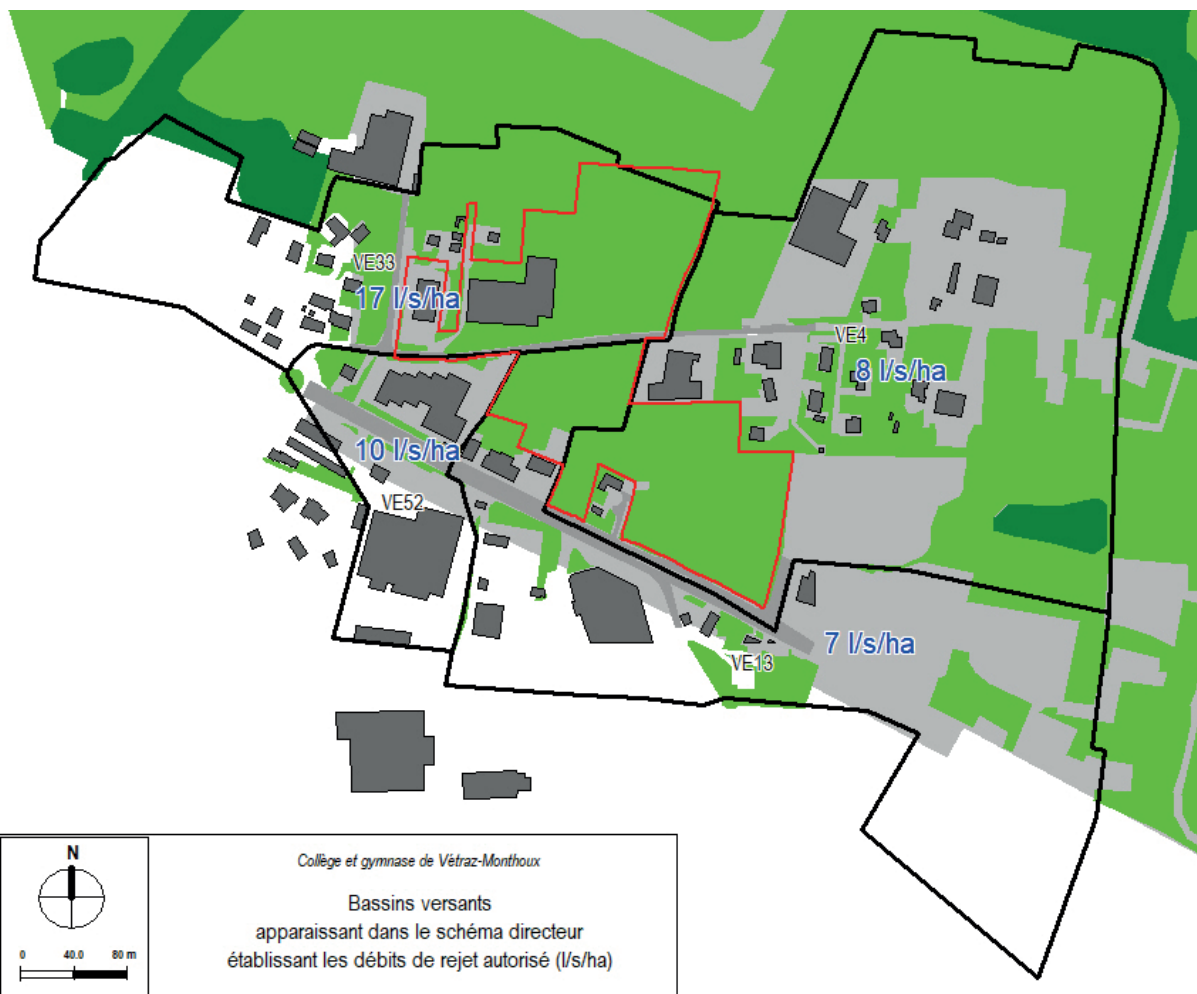 VE33
17 l/s/ha
VE4
8 l/s/ha
10 l/s/ha
VE52
7 l/s/ha
VE13
N
0 40.0 80 m
Collège et gymnase de Vétraz-Monthoux
Bassins versants
apparaissant dans le schéma directeur
établissant les débits de rejet autorisé (l/s/ha)